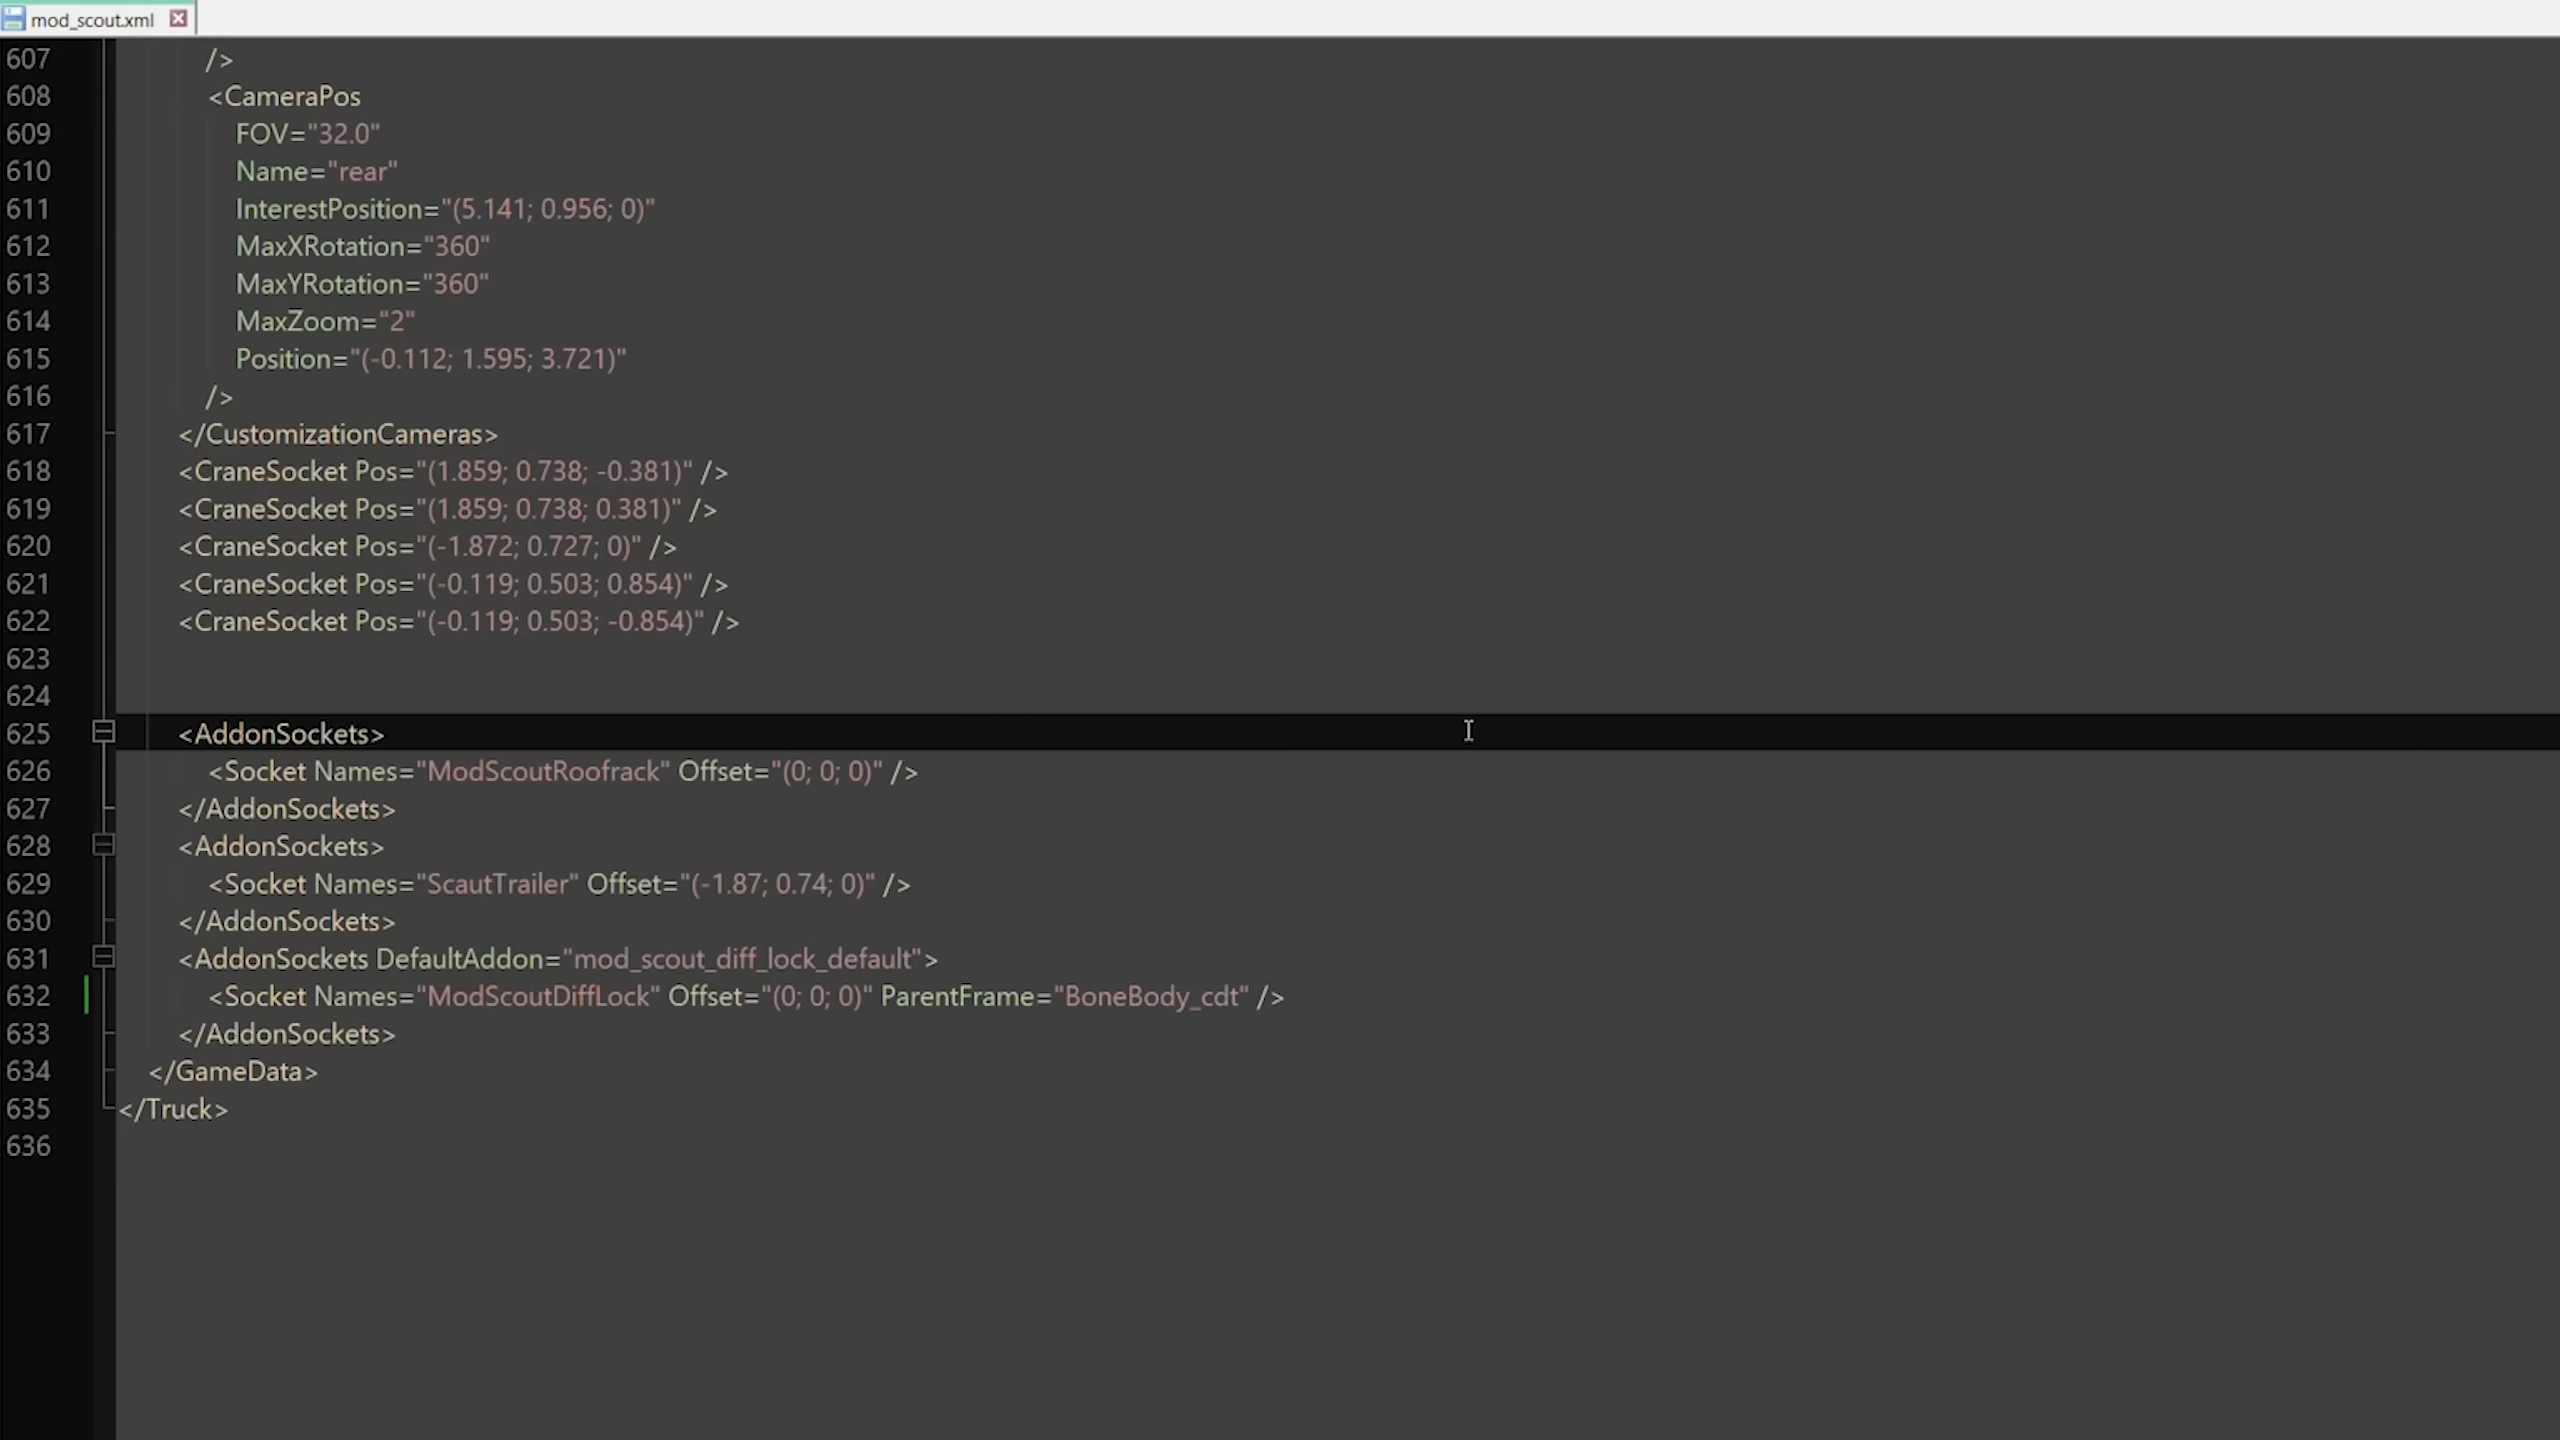 mod_scout.xml
607 />
608 <CameraPos
609 FOV="32.0"
610 Name="rear"
611 InterestPosition="(5.141; 0.956; 0)"
612 MaxXRotation="360"
613 MaxYRotation="360"
614 MaxZoom="2"
615 Position="(-0.112; 1.595; 3.721)"
616 />
617 </CustomizationCameras>
618 <CraneSocket Pos="(1.859; 0.738; -0.381)" />
619 <CraneSocket Pos="(1.859; 0.738; 0.381)" />
620 <CraneSocket Pos="(-1.872; 0.727; 0)" />
621 <CraneSocket Pos="(-0.119; 0.503; 0.854)" />
622 <CraneSocket Pos="(-0.119; 0.503; -0.854)" />
623
624
625 <AddonSockets>
626 <Socket Names="ModScoutRoofrack" Offset="(0; 0; 0)" />
627 </AddonSockets>
628 <AddonSockets>
629 <Socket Names="ScautTrailer" Offset="(-1.87; 0.74; 0)" />
630 </AddonSockets>
631 <AddonSockets DefaultAddon="mod_scout_diff_lock_default">
632 <Socket Names="ModScoutDiffLock" Offset="(0; 0; 0)" ParentFrame="BoneBody_cdt" />
633 </AddonSockets>
634 </GameData>
635 </Truck>
636